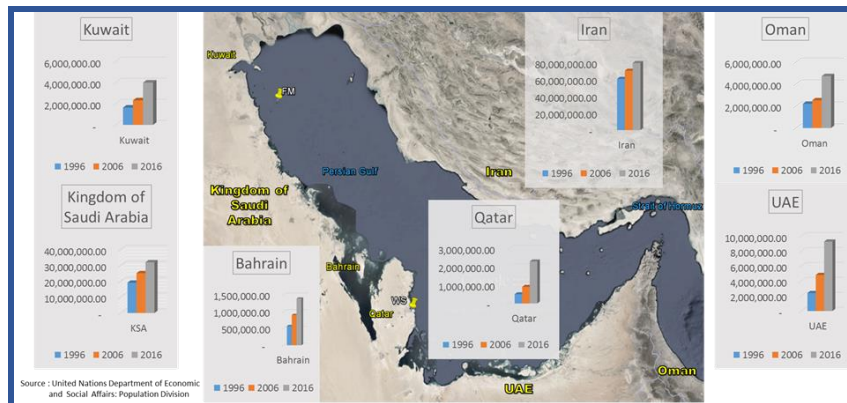 Kuwait
6,000,000.00
4,000,000.00
2,000,000.00
-
Kuwait
1996 2006 2016
Kingdom of
Saudi Arabia
40,000,000.00
30,000,000.00
20,000,000.00
10,000,000.00
-
KSA
1996 2006 2016
Source : United Nations Department of Economic
and Social Affairs: Population Division
Kuwait
FM
Persian Gulf
Kingdom of
Saudi
Arabia
Iran
Strait of Hormuz
Bahrain
WS
Qatar
UAE
Oman
Bahrain
1,500,000.00
1,000,000.00
500,000.00
-
Bahrain
1996 2006 2016
Iran
80,000,000.00
60,000,000.00
40,000,000.00
20,000,000.00
-
Iran
1996 2006 2016
Qatar
3,000,000.00
2,000,000.00
1,000,000.00
-
Qatar
1996 2006 2016
Oman
6,000,000.00
4,000,000.00
2,000,000.00
-
Oman
1996 2006 2016
UAE
10,000,000.00
8,000,000.00
6,000,000.00
4,000,000.00
2,000,000.00
-
UAE
1996 2006 2016